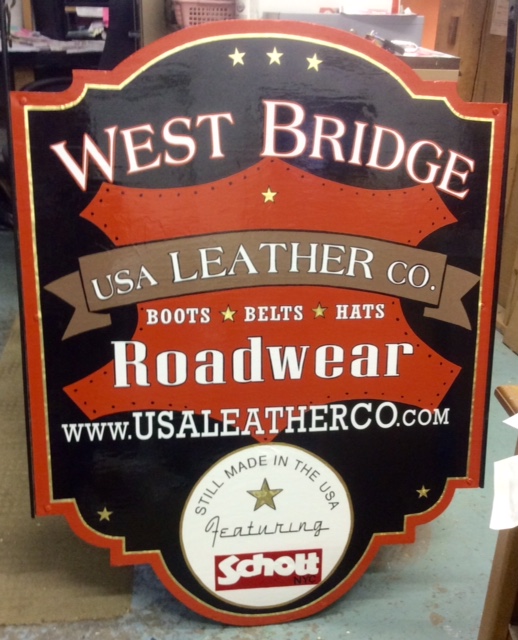 WEST BRIDGE
USA LEATHER CO.
BOOTS ★ BELTS ★ HATS
Roadwear
WWW.USALEATHERCO.COM
STILL MADE IN THE USA
Featuring
Schott
NYC